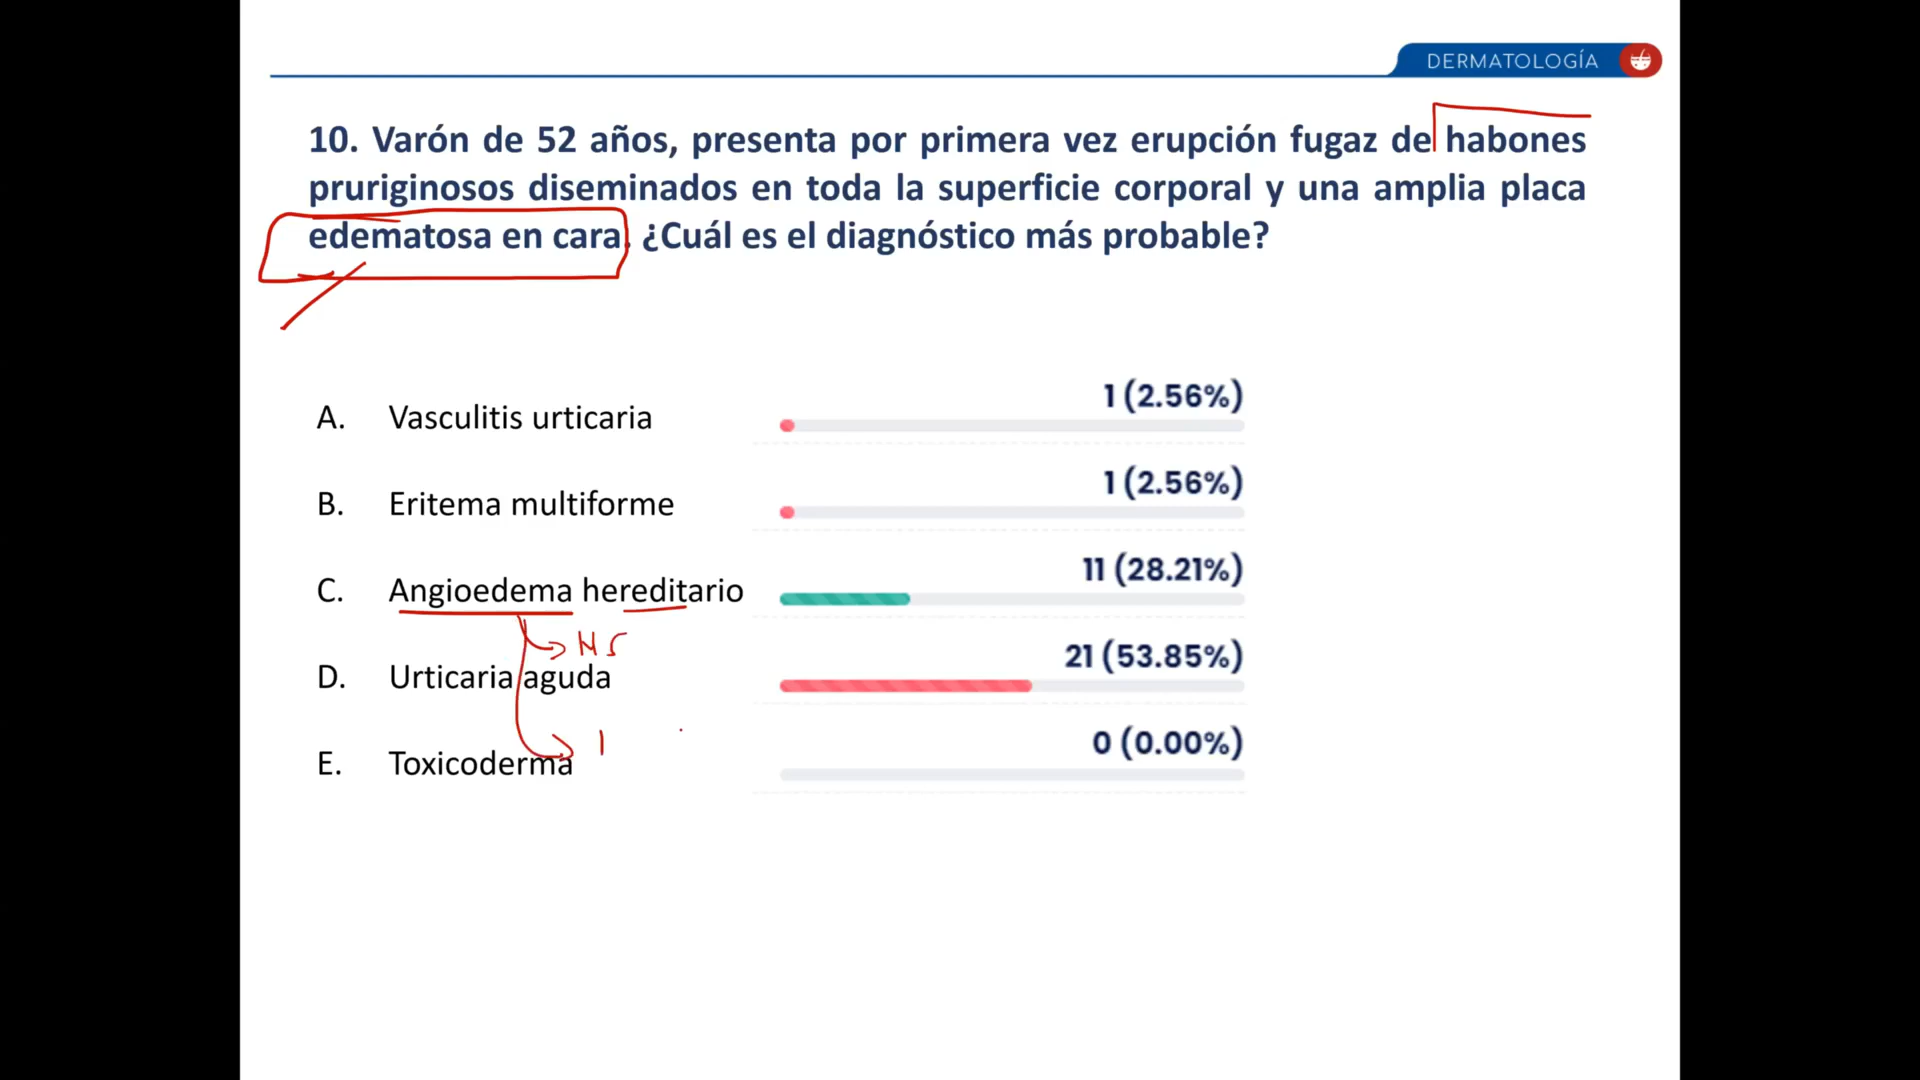 DERMATOLOGÍA
10. Varón de 52 años, presenta por primera vez erupción fugaz de habones
pruriginosos diseminados en toda la superficie corporal y una amplia placa
edematosa en cara. ¿Cuál es el diagnóstico más probable?
A. Vasculitis urticaria
1 (2.56%)
B. Eritema multiforme
1 (2.56%)
C. Angioedema hereditario
11 (28.21%)
D. Urticaria aguda
21 (53.85%)
E. Toxicoderma
0 (0.00%)